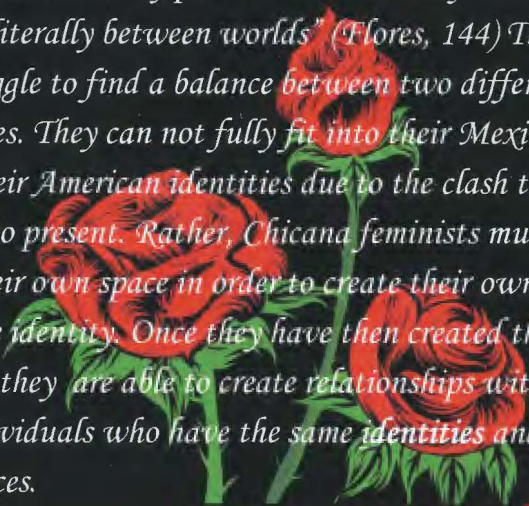 literally between worlds" (Flores, 144) T
ggle to find a balance between two differ
es. They can not fully fit into their Mexi
eir American identities due to the clash t
o present. Rather, Chicana feminists mu
eir own space in order to create their own
e identity. Once they have then created th
they are able to create relationships wit
viduals who have the same identities an
ces.